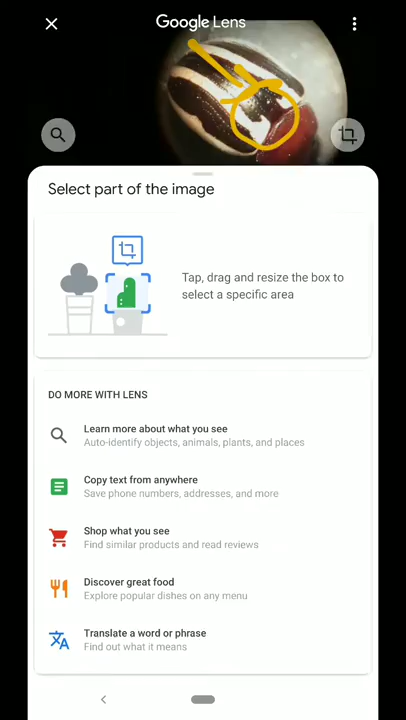 Google Lens
Select part of the image
Tap, drag and resize the box to
select a specific area
DO MORE WITH LENS
Learn more about what you see
Auto-identify objects, animals, plants, and places
Copy text from anywhere
Save phone numbers, addresses, and more
Shop what you see
Find similar products and read reviews
Discover great food
Explore popular dishes on any menu
Translate a word or phrase
Find out what it means